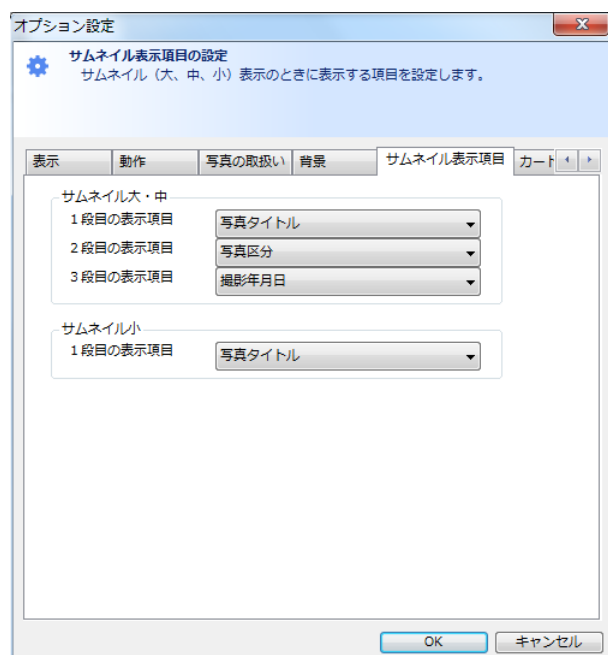 オプション設定
サムネイル表示項目の設定
サムネイル（大、中、小）表示のときに表示する項目を設定します。
表示 動作 写真の取扱い 背景 サムネイル表示項目 カート
サムネイル大・中
1段目の表示項目 写真タイトル
2段目の表示項目 写真区分
3段目の表示項目 撮影年月日
サムネイル小
1段目の表示項目 写真タイトル
OK キャンセル